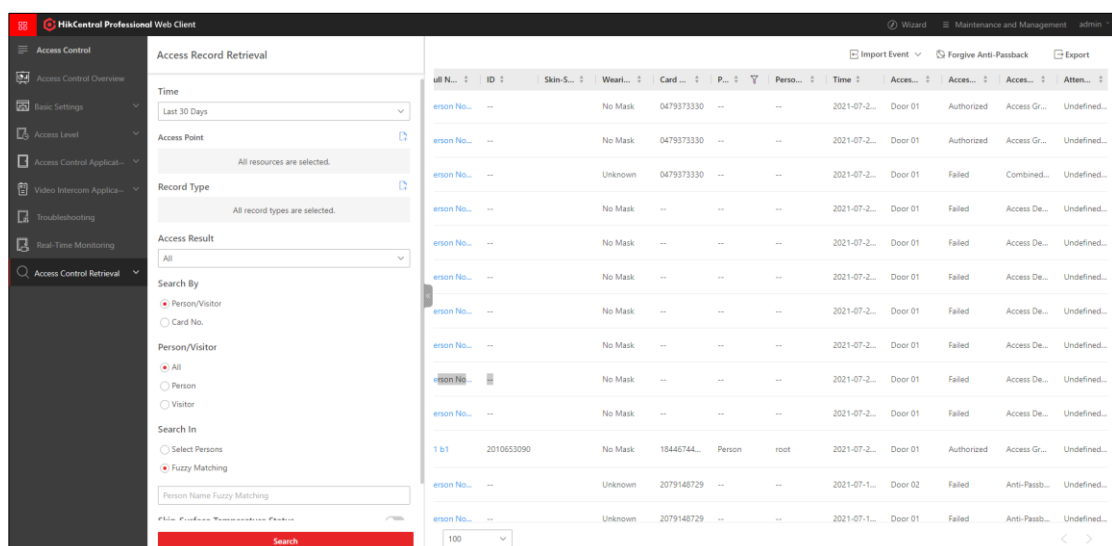 HikCentral Professional Web Client
Wizard
Maintenance and Management
admin
Access Control
Access Control Overview
Basic Settings
Access Level
Access Control Applicat...
Video Intercom Applica...
Troubleshooting
Real-Time Monitoring
Access Control Retrieval
Access Record Retrieval
Time
Last 30 Days
Access Point
All resources are selected.
Record Type
All record types are selected.
Access Result
All
Search By
Person/Visitor
Card No.
Person/Visitor
All
Person
Visitor
Search In
Select Persons
Fuzzy Matching
Person Name Fuzzy Matching
Skin-Surface Temperature Status
Search
Import Event
Forgive Anti-Passback
Export
ull N... ID Skin-S... Weari... Card ... P... Perso... Time Acces... Acces... Acces... Atten...
erson No... -- No Mask 0479373330 -- -- 2021-07-2... Door 01 Authorized Access Gr... Undefined...
erson No... -- No Mask 0479373330 -- -- 2021-07-2... Door 01 Authorized Access Gr... Undefined...
erson No... -- Unknown 0479373330 -- -- 2021-07-2... Door 01 Failed Combined... Undefined...
erson No... -- No Mask -- -- -- 2021-07-2... Door 01 Failed Access De... Undefined...
erson No... -- No Mask -- -- -- 2021-07-2... Door 01 Failed Access De... Undefined...
erson No... -- No Mask -- -- -- 2021-07-2... Door 01 Failed Access De... Undefined...
erson No... -- No Mask -- -- -- 2021-07-2... Door 01 Failed Access De... Undefined...
erson No... -- No Mask -- -- -- 2021-07-2... Door 01 Failed Access De... Undefined...
erson No... -- No Mask -- -- -- 2021-07-2... Door 01 Failed Access De... Undefined...
erson No... -- No Mask -- -- -- 2021-07-2... Door 01 Failed Access De... Undefined...
1 b1 2010653090 No Mask 18446744... Person root 2021-07-2... Door 01 Authorized Access Gr... Undefined...
erson No... -- Unknown 2079148729 -- -- 2021-07-1... Door 02 Failed Anti-Passb... Undefined...
erson No... -- Unknown 2079148729 -- -- 2021-07-1... Door 01 Failed Anti-Passb... Undefined...
100